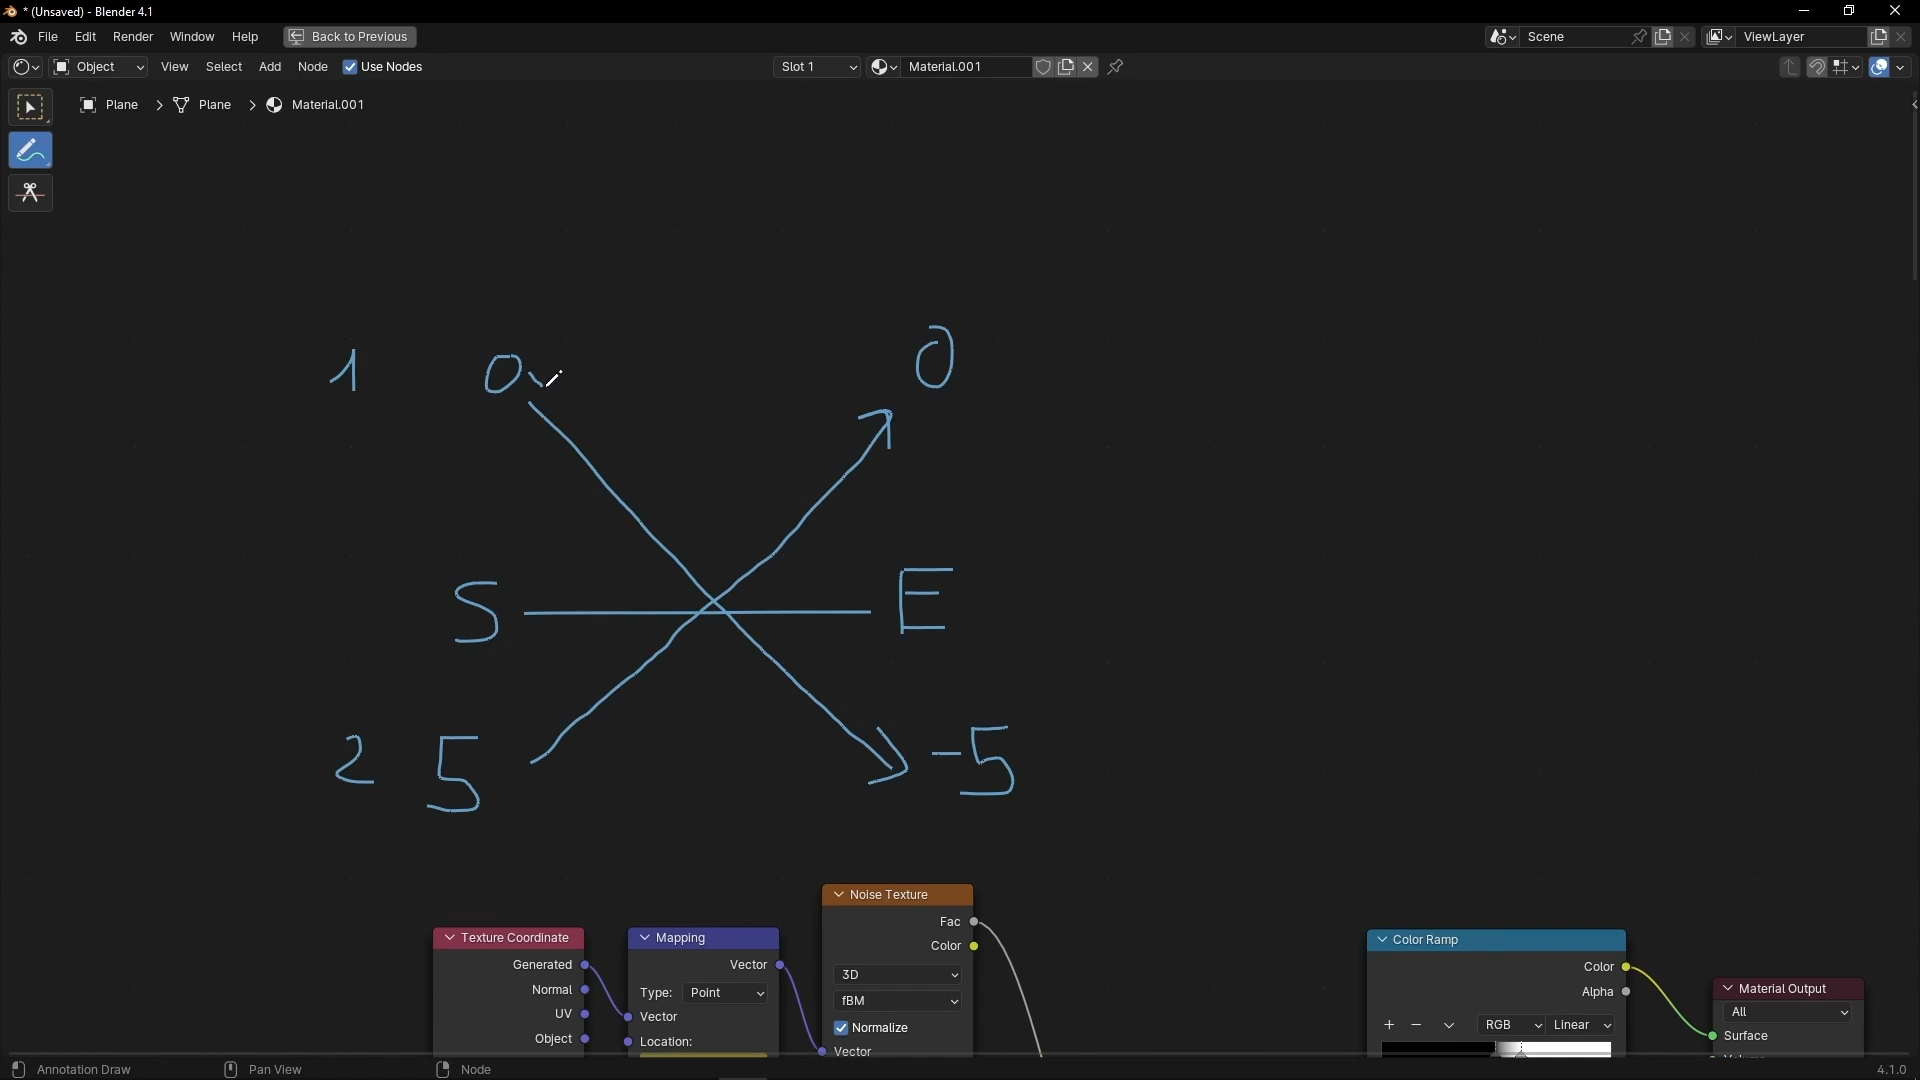 * (Unsaved) - Blender 4.1
File Edit Render Window Help Back to Previous Scene ViewLayer
Object View Select Add Node Use Nodes Slot 1 Material.001
Plane > Plane > Material.001
1 0 0
S E
2 5 -5
Noise Texture
Fac
Color
3D
fBM
Normalize
Vector
Texture Coordinate
Generated
Normal
UV
Object
Mapping
Vector
Type: Point
Vector
Location:
Color Ramp
Color
Alpha
+ − RGB Linear
Material Output
All
Surface
Annotation Draw Pan View Node 4.1.0